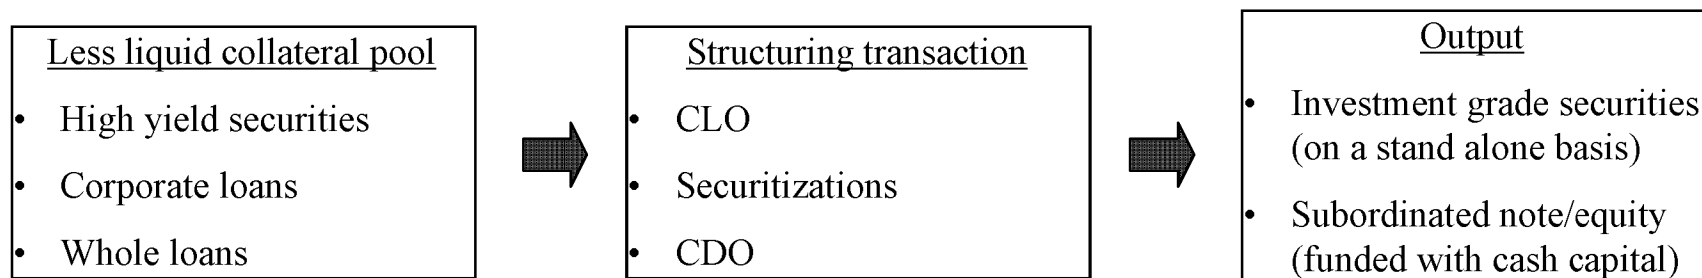 Less liquid collateral pool
• High yield securities
• Corporate loans
• Whole loans
Structuring transaction
• CLO
• Securitizations
• CDO
Output
• Investment grade securities
(on a stand alone basis)
• Subordinated note/equity
(funded with cash capital)